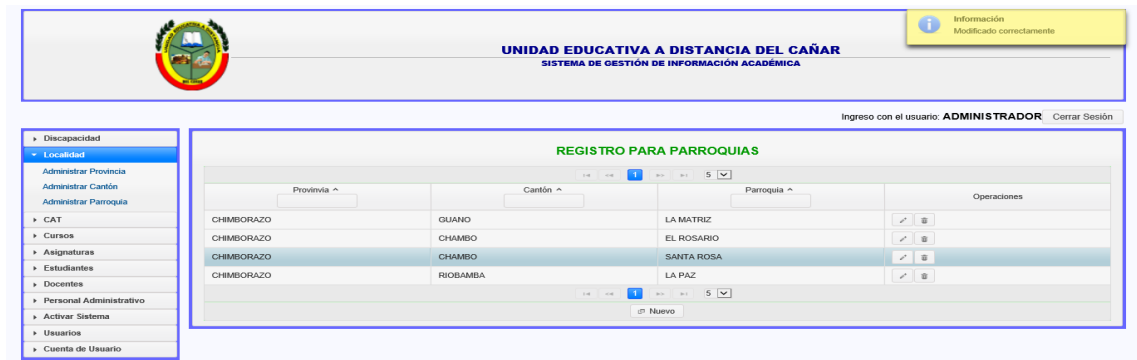 Información
Modificado correctamente
UNIDAD EDUCATIVA A DISTANCIA DEL CAÑAR
SISTEMA DE GESTIÓN DE INFORMACIÓN ACADÉMICA
Ingreso con el usuario: ADMINISTRADOR Cerrar Sesión
Discapacidad
Localidad
Administrar Provincia
Administrar Cantón
Administrar Parroquia
CAT
Cursos
Asignaturas
Estudiantes
Docentes
Personal Administrativo
Activar Sistema
Usuarios
Cuenta de Usuario
REGISTRO PARA PARROQUIAS
1 5
Provinvia Cantón Parroquia Operaciones
CHIMBORAZO GUANO LA MATRIZ
CHIMBORAZO CHAMBO EL ROSARIO
CHIMBORAZO CHAMBO SANTA ROSA
CHIMBORAZO RIOBAMBA LA PAZ
1 5
Nuevo